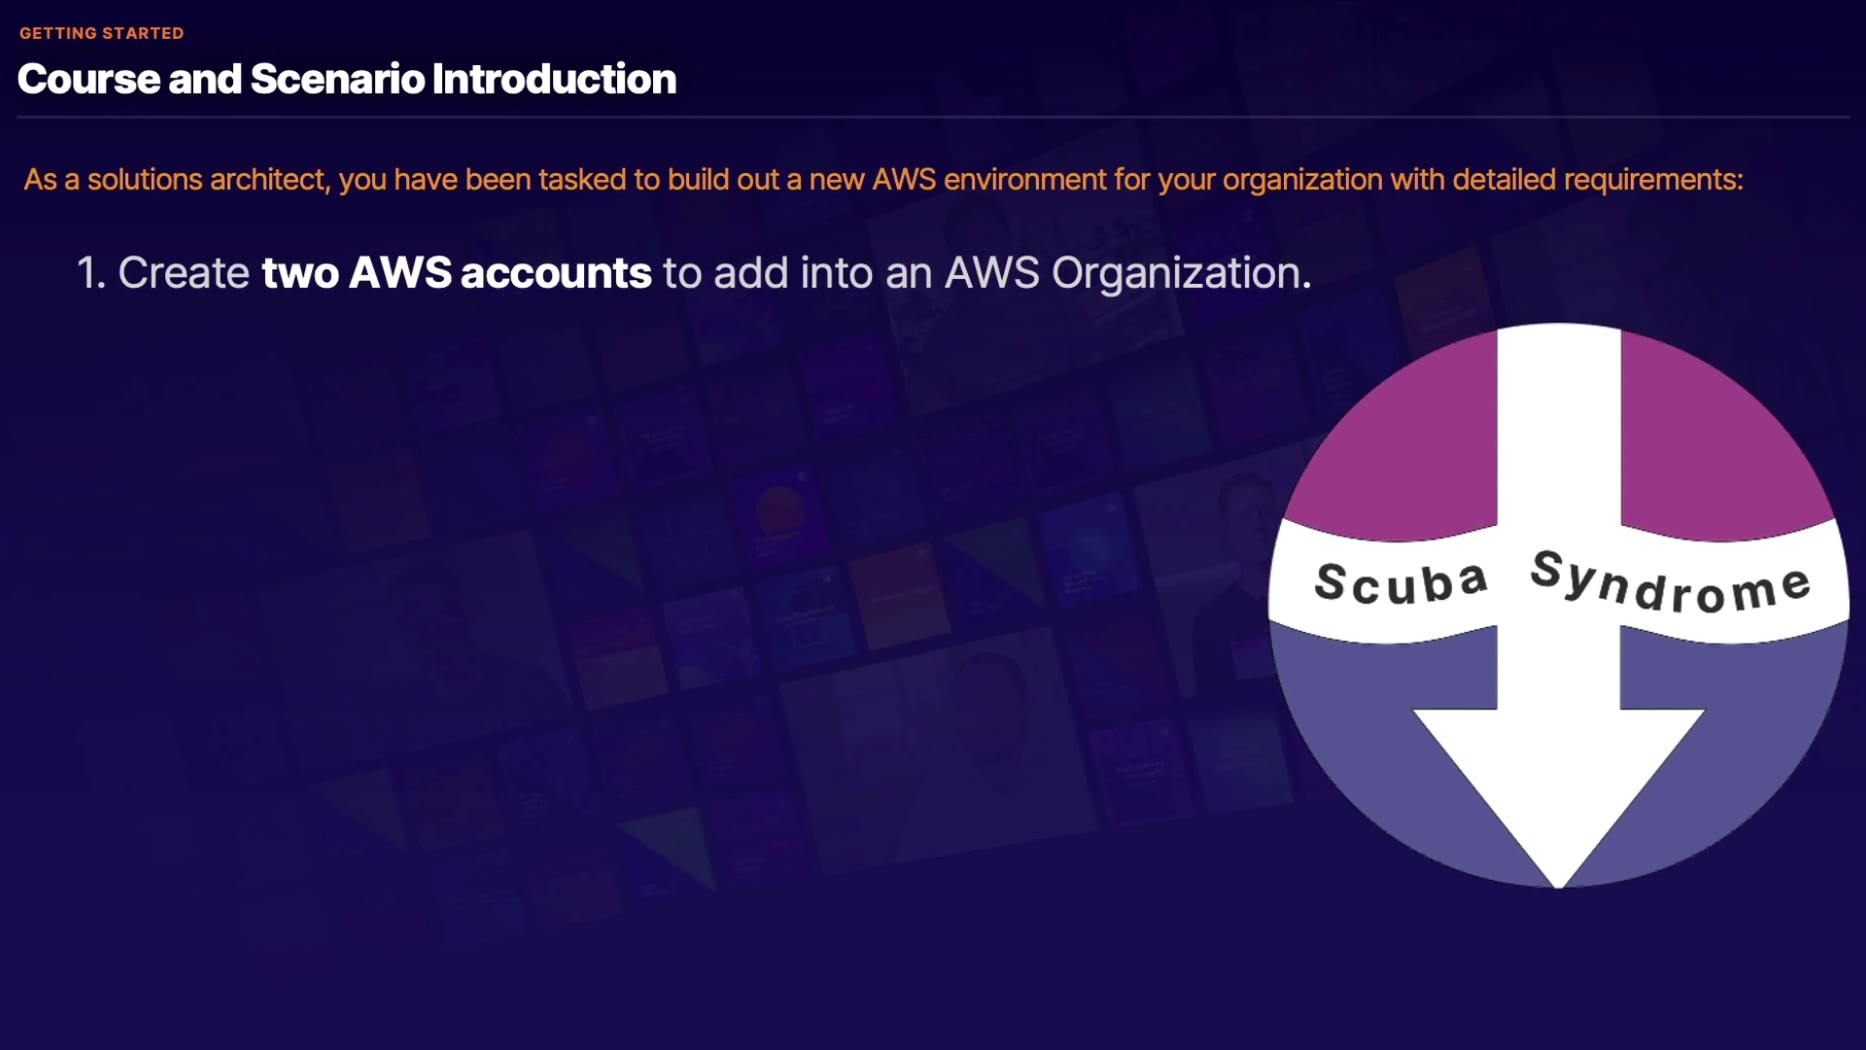 GETTING STARTED
Course and Scenario Introduction
As a solutions architect, you have been tasked to build out a new AWS environment for your organization with detailed requirements:
1. Create two AWS accounts to add into an AWS Organization.
Scuba Syndrome